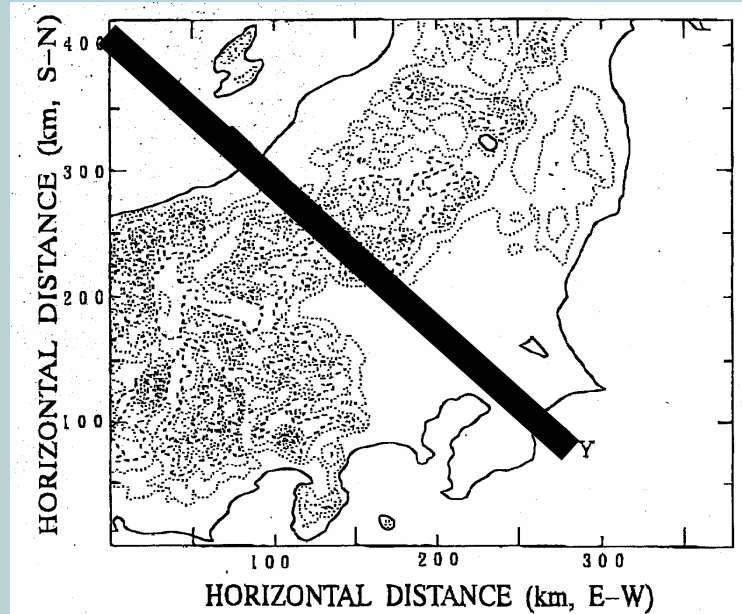 HORIZONTAL DISTANCE (km, S-N)
400
300
200
100
Y
100
200
300
HORIZONTAL DISTANCE (km, E-W)